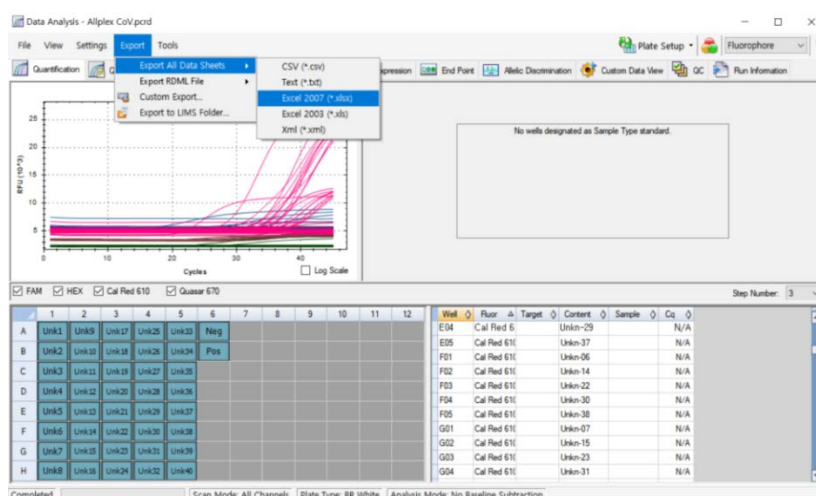 Data Analysis - Allplex CoV.pcrd
File View Settings Export Tools
Plate Setup
Fluorophore
Quantification
Export All Data Sheets
Export RDML File
Custom Export...
Export to LIMS Folder...
CSV (*.csv)
Text (*.txt)
Excel 2007 (*.xlsx)
Excel 2003 (*.xls)
Xml (*.xml)
End Point Allelic Discrimination Custom Data View QC Run Information
25
20
15
10
5
RFU (10^3)
0 10 20 30 40
Cycles
Log Scale
No wells designated as Sample Type standard.
FAM HEX Cal Red 610 Quasar 670
Step Number: 3
1 2 3 4 5 6 7 8 9 10 11 12
A Unk1 Unk9 Unk17 Unk25 Unk33 Neg
B Unk2 Unk10 Unk18 Unk26 Unk34 Pos
C Unk3 Unk11 Unk19 Unk27 Unk35
D Unk4 Unk12 Unk20 Unk28 Unk36
E Unk5 Unk13 Unk21 Unk29 Unk37
F Unk6 Unk14 Unk22 Unk30 Unk38
G Unk7 Unk15 Unk23 Unk31 Unk39
H Unk8 Unk16 Unk24 Unk32 Unk40
Well Fluor Target Content Sample Cq
E04 Cal Red 6 Unkn-29 N/A
E05 Cal Red 610 Unkn-37 N/A
F01 Cal Red 610 Unkn-06 N/A
F02 Cal Red 610 Unkn-14 N/A
F03 Cal Red 610 Unkn-22 N/A
F04 Cal Red 610 Unkn-30 N/A
F05 Cal Red 610 Unkn-38 N/A
G01 Cal Red 610 Unkn-07 N/A
G02 Cal Red 610 Unkn-15 N/A
G03 Cal Red 610 Unkn-23 N/A
G04 Cal Red 610 Unkn-31 N/A
Completed
Scan Mode: All Channels Plate Type: BR White Analysis Mode: No Baseline Subtraction